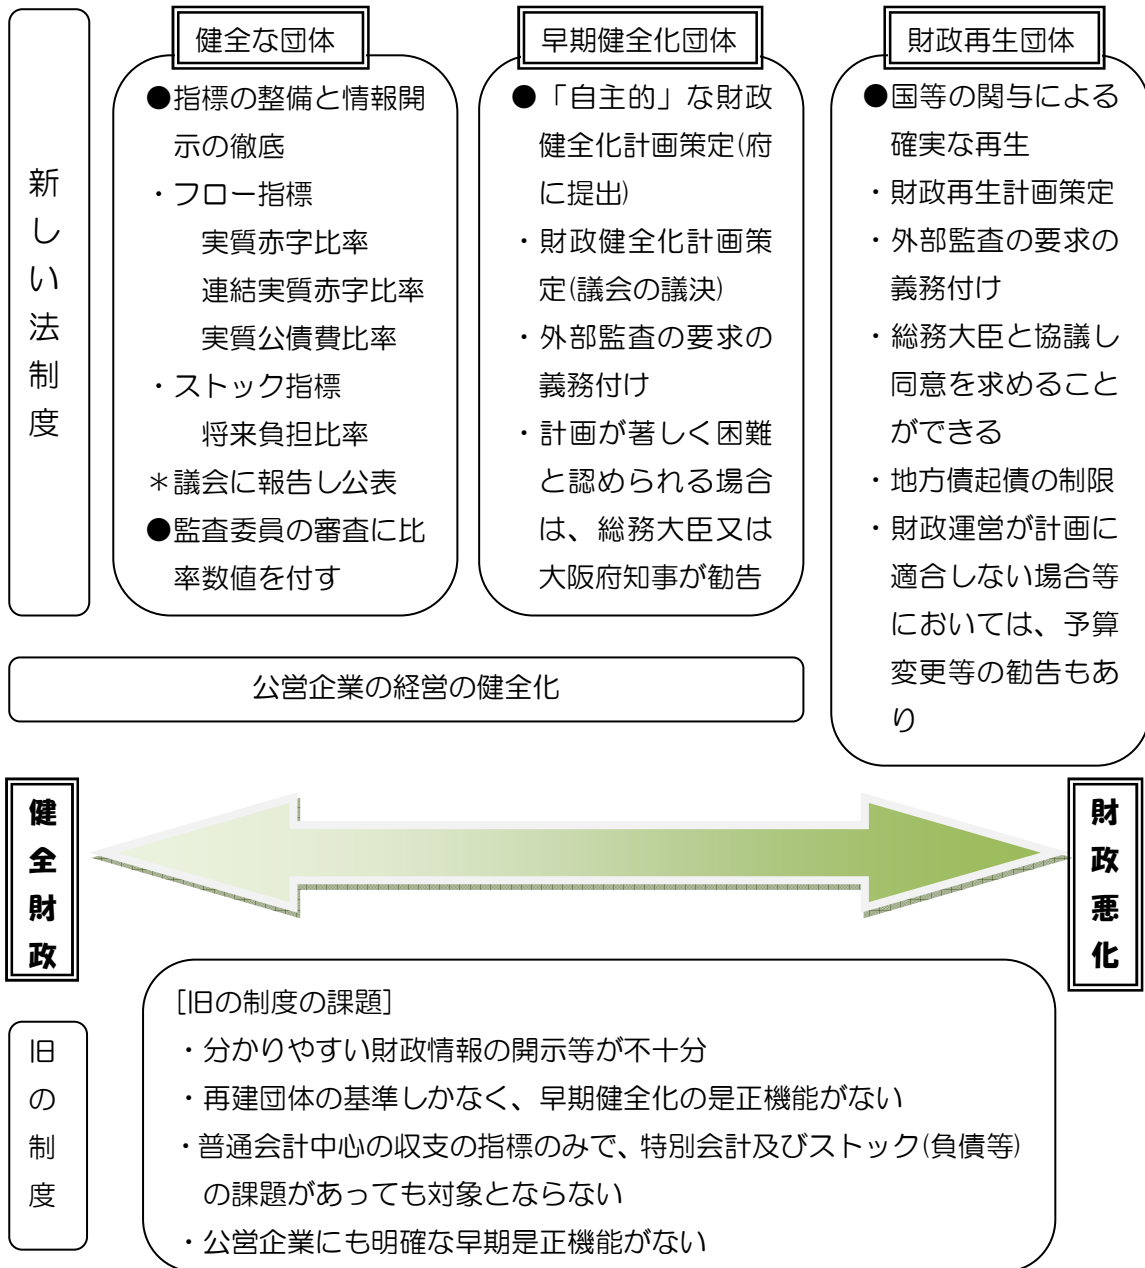 新しい法制度
健全な団体
●指標の整備と情報開
示の徹底
・フロー指標
実質赤字比率
連結実質赤字比率
実質公債費比率
・ストック指標
将来負担比率
＊議会に報告し公表
●監査委員の審査に比
率数値を付す
早期健全化団体
●「自主的」な財政
健全化計画策定(府
に提出)
・財政健全化計画策
定(議会の議決)
・外部監査の要求の
義務付け
・計画が著しく困難
と認められる場合
は、総務大臣又は
大阪府知事が勧告
財政再生団体
●国等の関与による
確実な再生
・財政再生計画策定
・外部監査の要求の
義務付け
・総務大臣と協議し
同意を求めること
ができる
・地方債起債の制限
・財政運営が計画に
適合しない場合等
においては、予算
変更等の勧告もあ
り
公営企業の経営の健全化
健全財政
財政悪化
旧の制度
[旧の制度の課題]
・分かりやすい財政情報の開示等が不十分
・再建団体の基準しかなく、早期健全化の是正機能がない
・普通会計中心の収支の指標のみで、特別会計及びストック(負債等)
の課題があっても対象とならない
・公営企業にも明確な早期是正機能がない